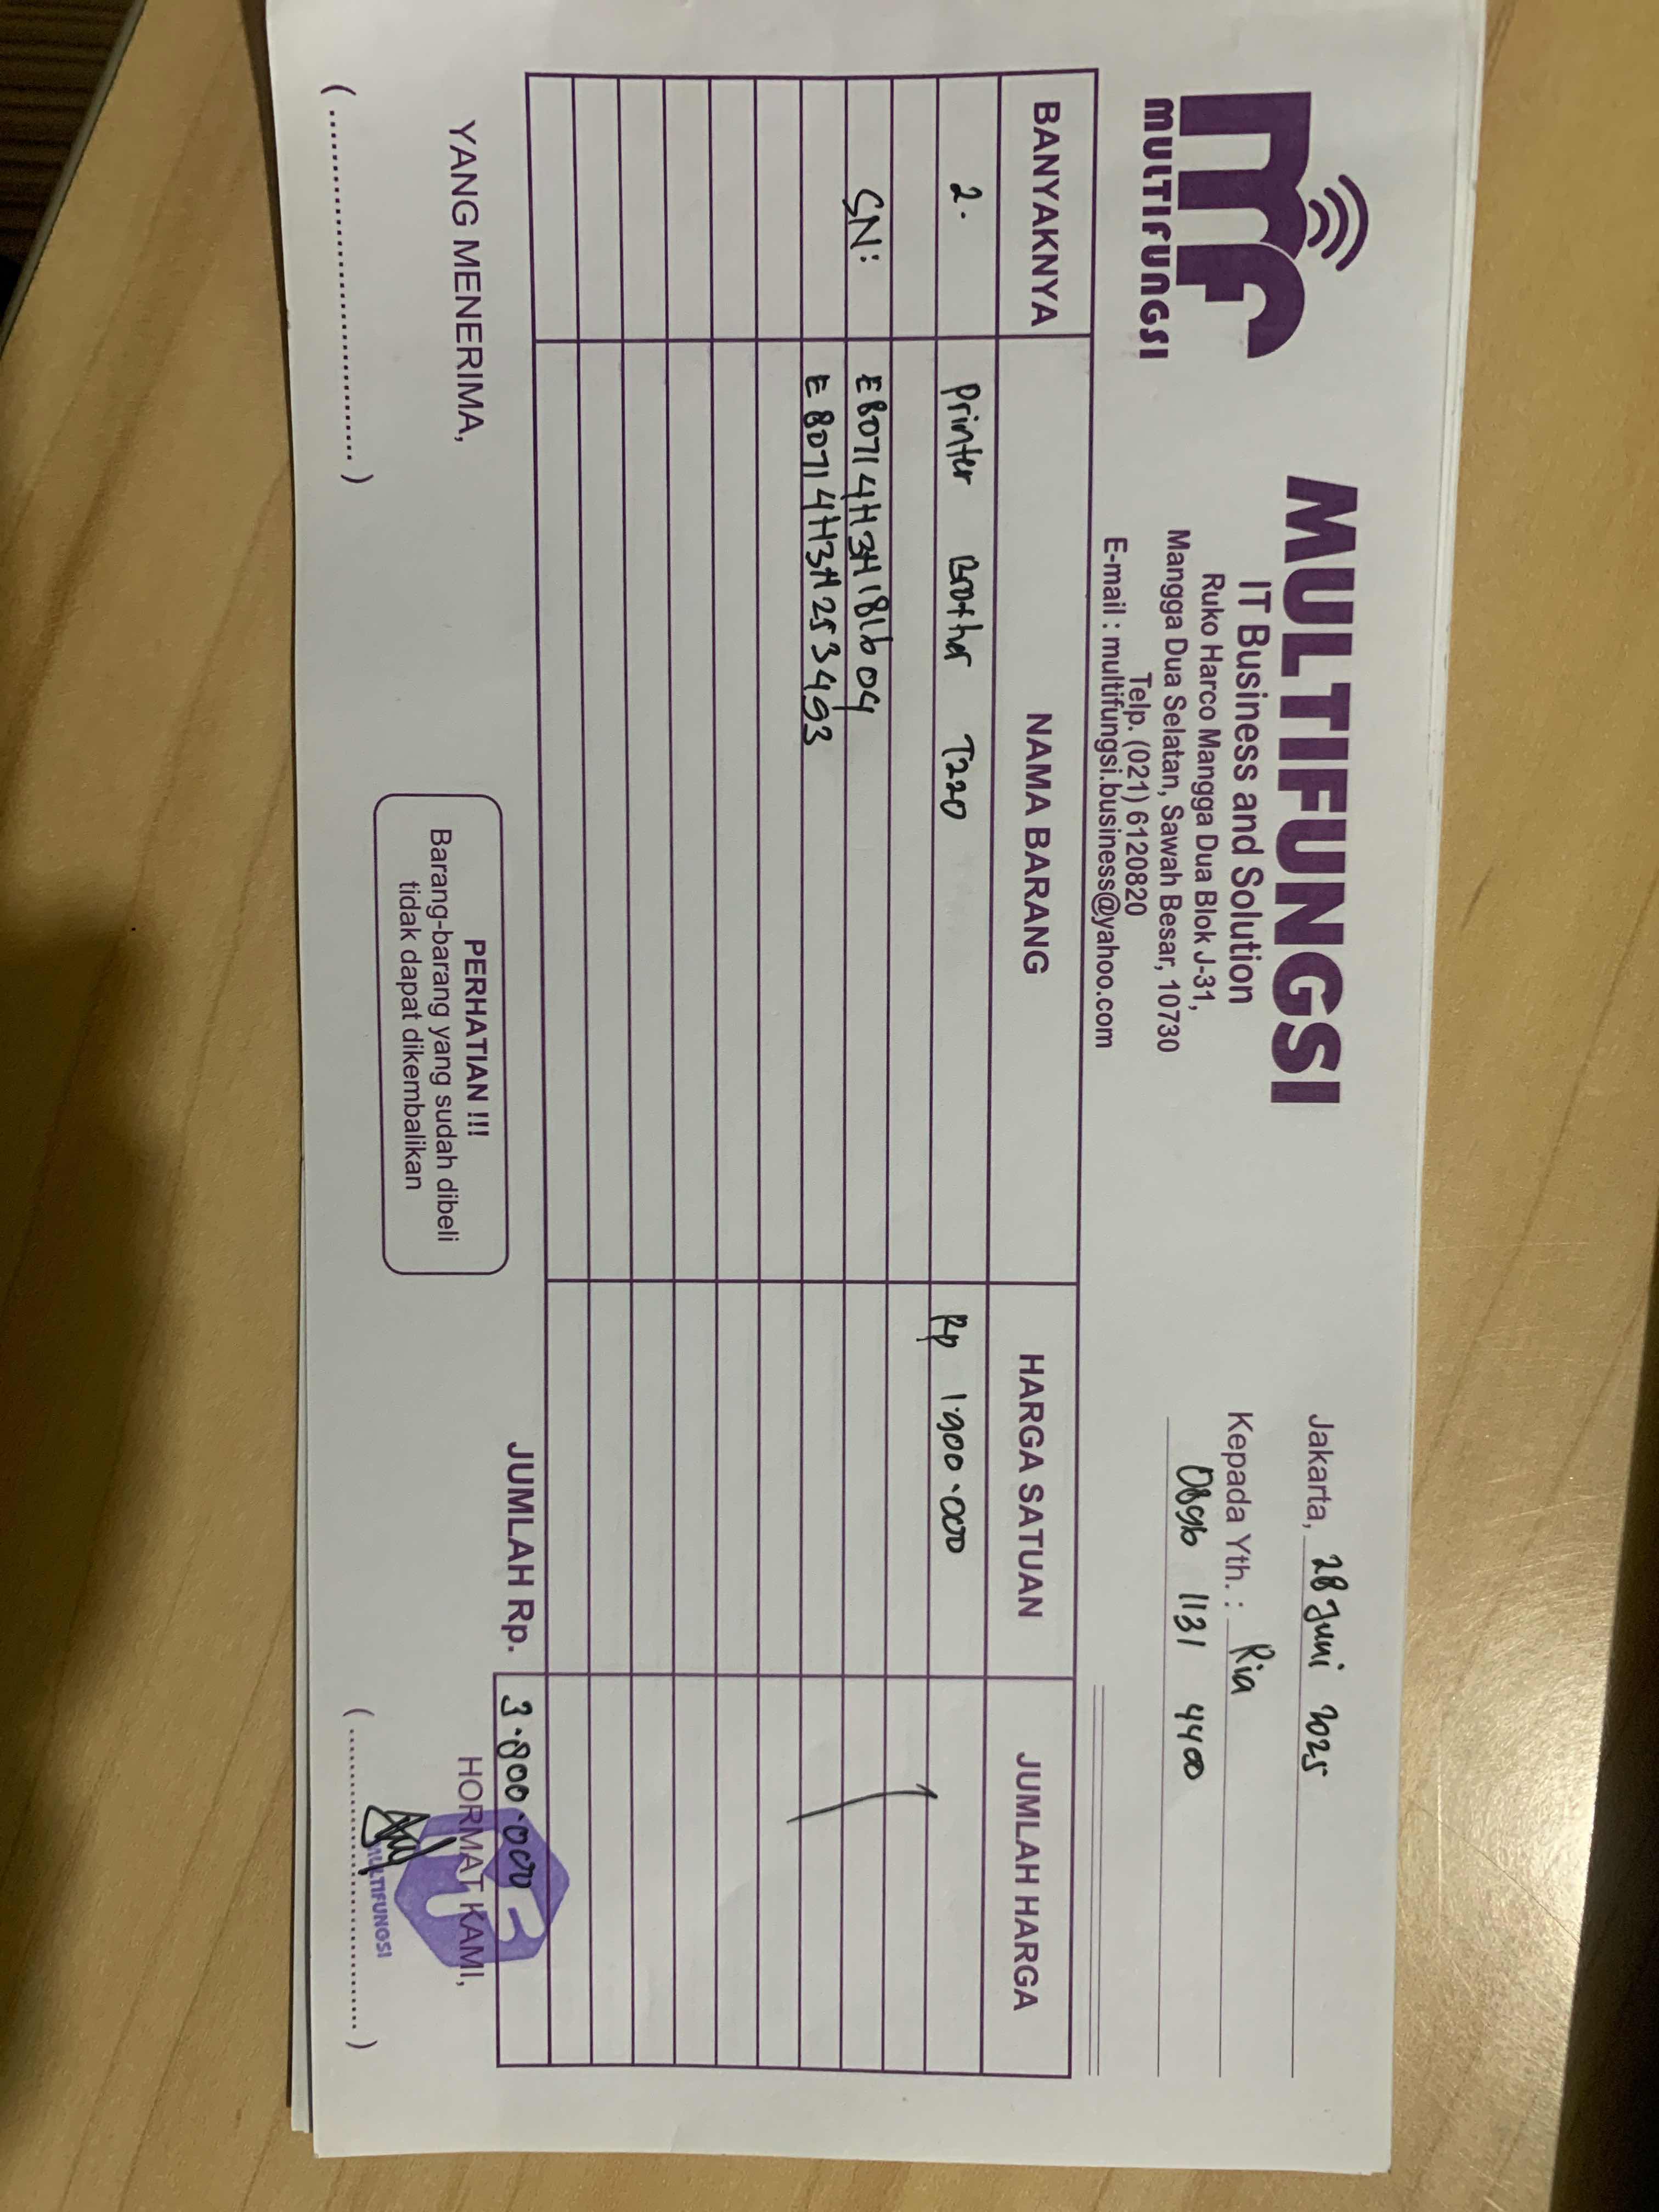 mf
MULTIFUNGSI
MULTIFUNGSI
IT Business and Solution
Ruko Harco Mangga Dua Blok J-31,
Mangga Dua Selatan, Sawah Besar, 10730
Telp. (021) 6120820
E-mail : multifungsi.business@yahoo.com
Jakarta, 28 Juni 2025
Kepada Yth. : Ria
0896 1131 4400
BANYAKNYA NAMA BARANG HARGA SATUAN JUMLAH HARGA
2. Printer Brother T220 Rp 1.900.000
SN: E80714H3H181604
E80714H3H253493
JUMLAH Rp. 3.800.000
YANG MENERIMA,
PERHATIAN !!!
Barang-barang yang sudah dibeli
tidak dapat dikembalikan
HORMAT KAMI,
MULTIFUNGSI
(....................................) (....................................)